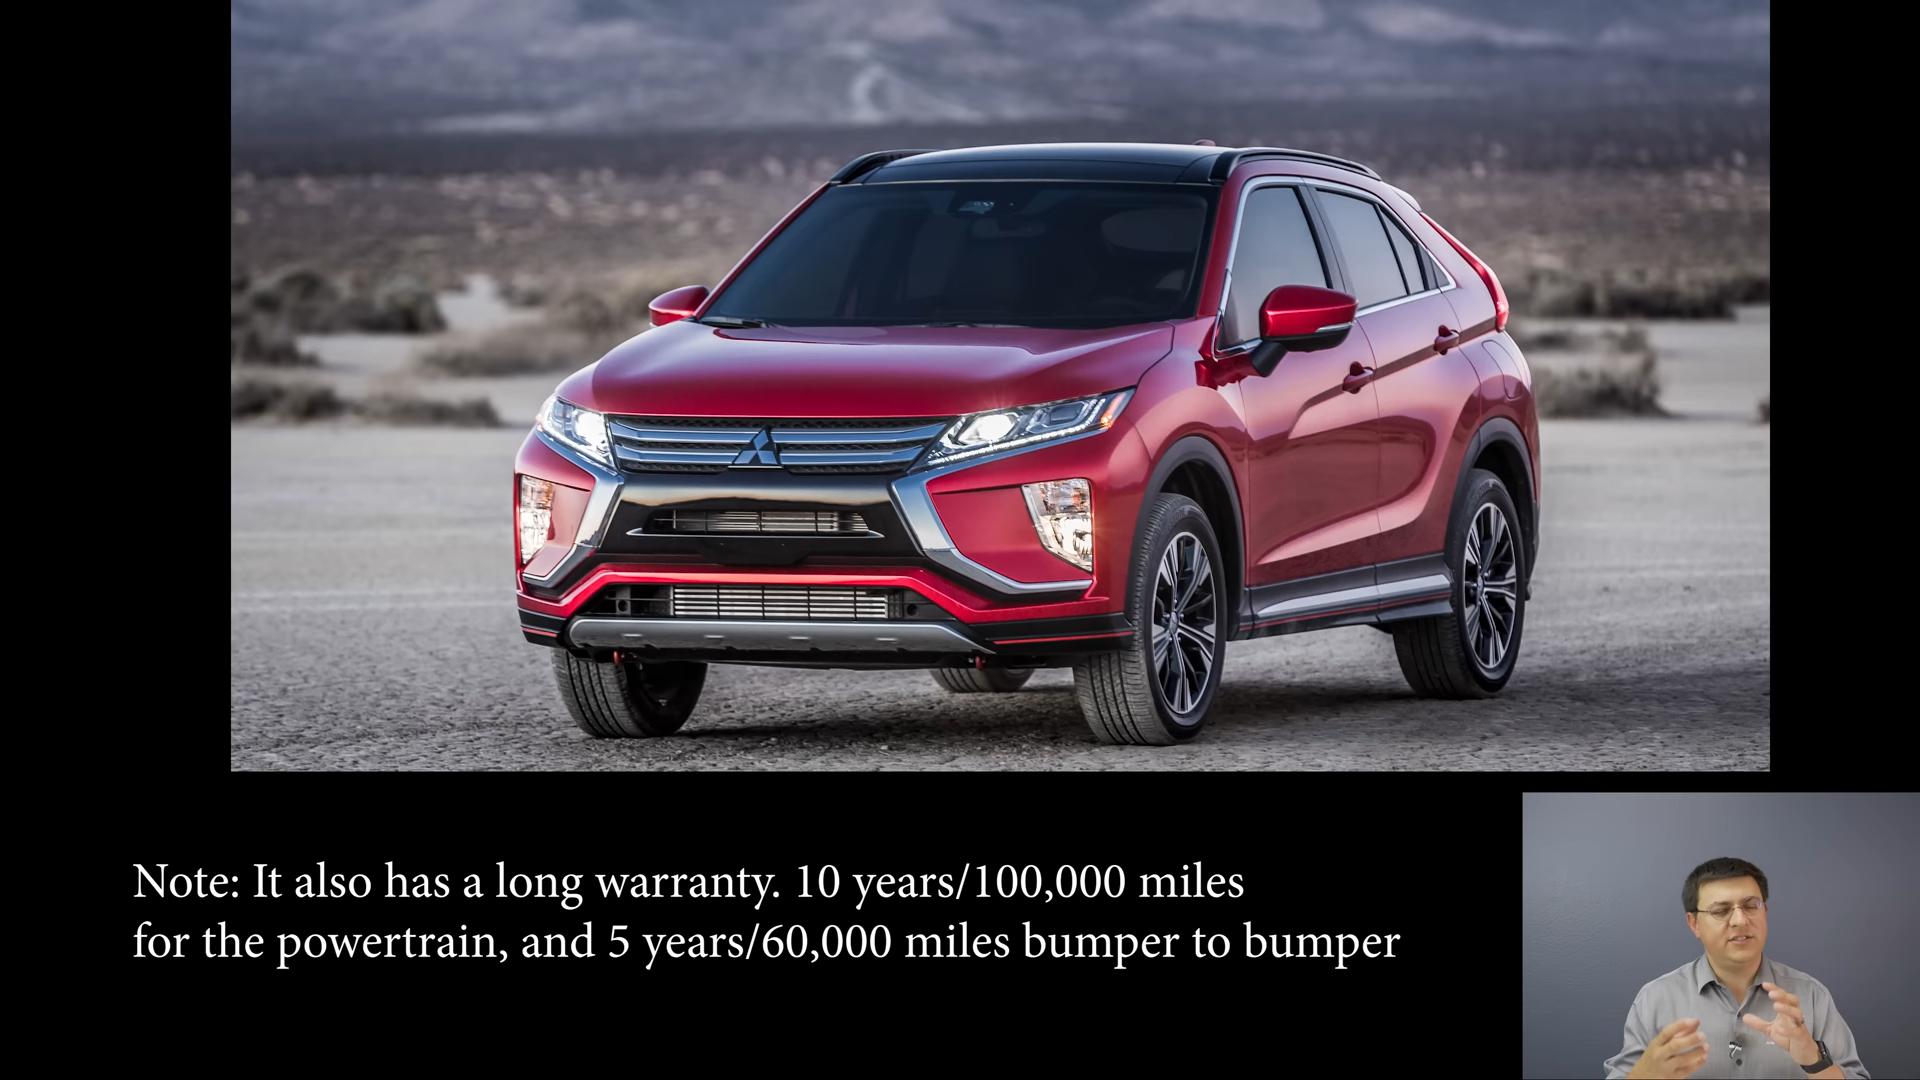 Note: It also has a long warranty. 10 years/100,000 miles
for the powertrain, and 5 years/60,000 miles bumper to bumper